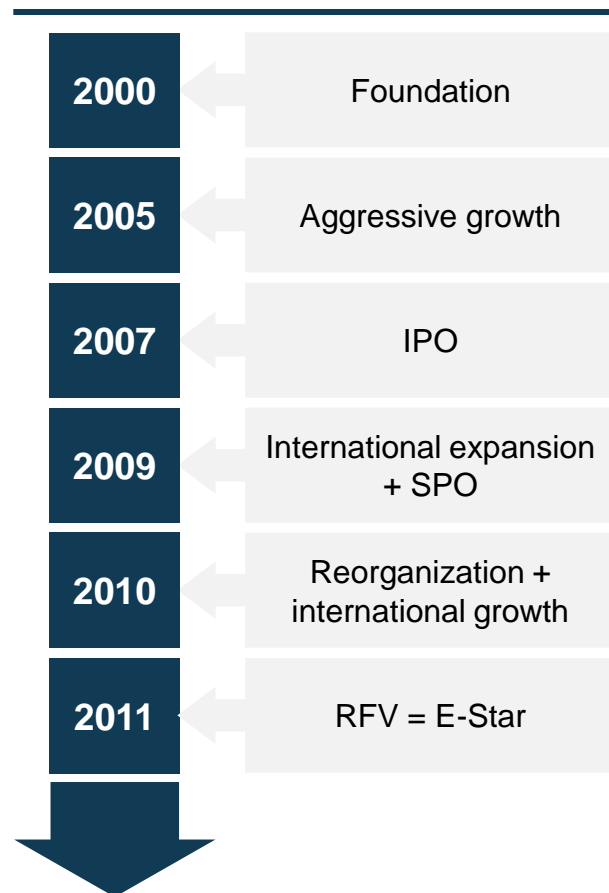 2000
Foundation
2005
Aggressive growth
2007
IPO
2009
International expansion
+ SPO
2010
Reorganization +
international growth
2011
RFV = E-Star